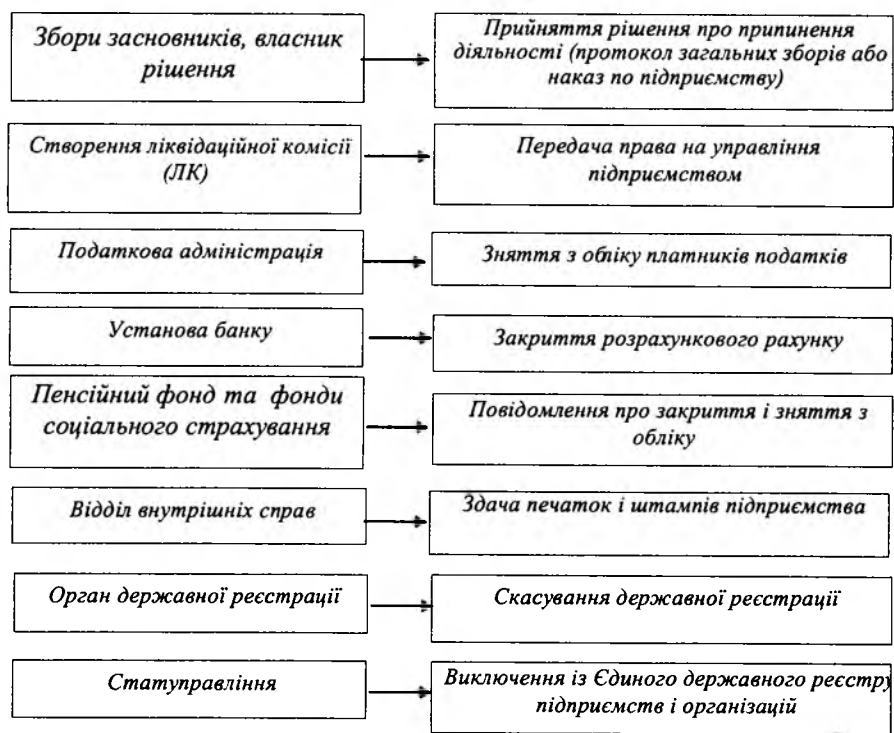 Збори засновників, власник
рішення
Прийняття рішення про припинення
діяльності (протокол загальних зборів або
наказ по підприємству)
Створення ліквідаційної комісії
(ЛК)
Передача права на управління
підприємством
Податкова адміністрація
Зняття з обліку платників податків
Установа банку
Закриття розрахункового рахунку
Пенсійний фонд та фонди
соціального страхування
Повідомлення про закриття і зняття з
обліку
Відділ внутрішніх справ
Здача печаток і штампів підприємства
Орган державної реєстрації
Скасування державної реєстрації
Статуправління
Виключення із Єдиного державного реєстру
підприємств і організацій